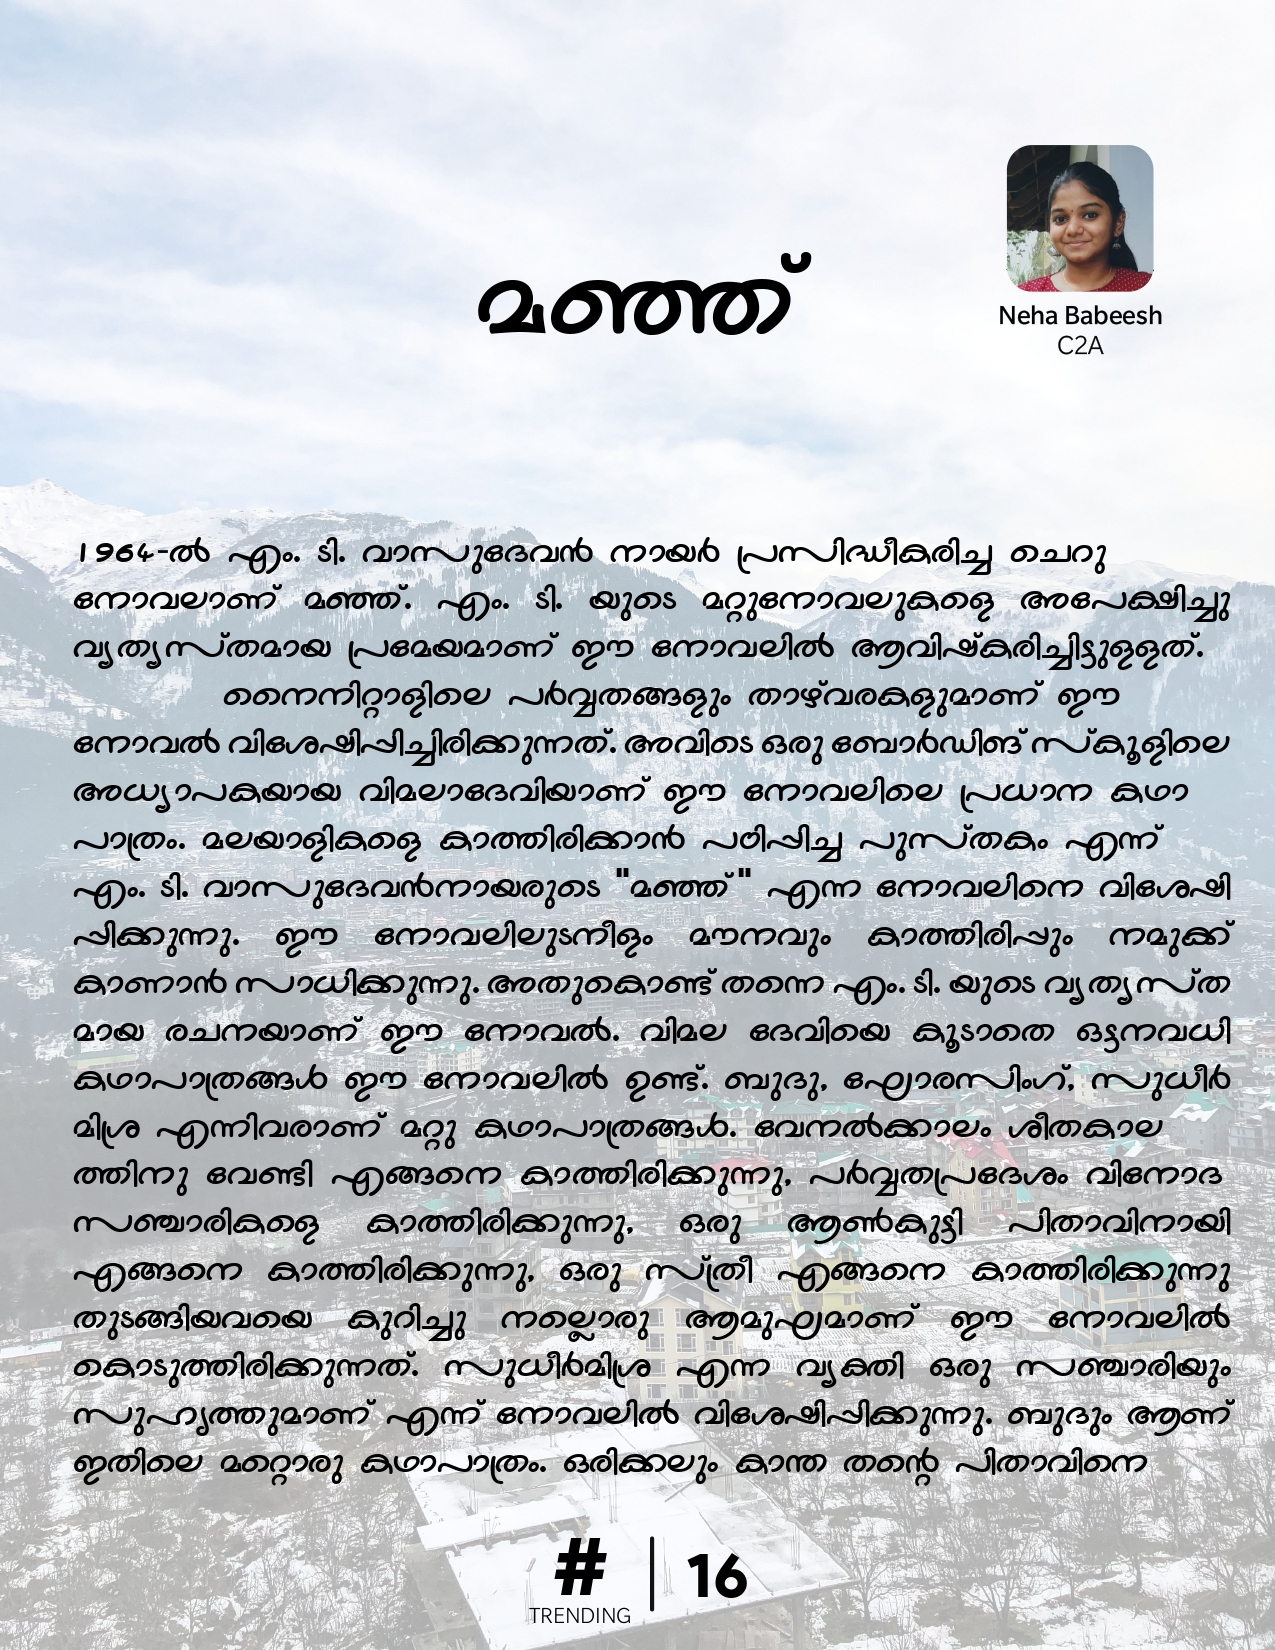 Neha Babeesh
C2A
മഞ്ഞ്
1964-ൽ എം. ടി. വാസുദേവൻ നായർ പ്രസിദ്ധീകരിച്ച ചെറു
നോവലാണ് മഞ്ഞ്. എം. ടി. യുടെ മറ്റുനോവലുകളെ അപേക്ഷിച്ചു
വ്യത്യസ്തമായ പ്രമേയമാണ് ഈ നോവലിൽ ആവിഷ്കരിച്ചിട്ടുളളത്.
നൈനിറ്റാളിലെ പർവ്വതങ്ങളും താഴ്‌വരകളുമാണ് ഈ
നോവൽ വിശേഷിപ്പിച്ചിരിക്കുന്നത്. അവിടെ ഒരു ബോർഡിങ് സ്കൂളിലെ
അധ്യാപകയായ വിമലാദേവിയാണ് ഈ നോവലിലെ പ്രധാന കഥാ
പാത്രം. മലയാളികളെ കാത്തിരിക്കാൻ പഠിപ്പിച്ച പുസ്തകം എന്ന്
എം. ടി. വാസുദേവൻനായരുടെ "മഞ്ഞ്" എന്ന നോവലിനെ വിശേഷി
പ്പിക്കുന്നു. ഈ നോവലിലുടനീളം മൗനവും കാത്തിരിപ്പും നമുക്ക്
കാണാൻ സാധിക്കുന്നു. അതുകൊണ്ട് തന്നെ എം. ടി. യുടെ വ്യത്യസ്ത
മായ രചനയാണ് ഈ നോവൽ. വിമല ദേവിയെ കൂടാതെ ഒട്ടനവധി
കഥാപാത്രങ്ങൾ ഈ നോവലിൽ ഉണ്ട്. ബുദു, ഘോരസിംഗ്, സുധീർ
മിശ്ര എന്നിവരാണ് മറ്റു കഥാപാത്രങ്ങൾ. വേനൽക്കാലം ശീതകാല
ത്തിനു വേണ്ടി എങ്ങനെ കാത്തിരിക്കുന്നു, പർവ്വതപ്രദേശം വിനോദ
സഞ്ചാരികളെ കാത്തിരിക്കുന്നു, ഒരു ആൺകുട്ടി പിതാവിനായി
എങ്ങനെ കാത്തിരിക്കുന്നു, ഒരു സ്ത്രീ എങ്ങനെ കാത്തിരിക്കുന്നു
തുടങ്ങിയവയെ കുറിച്ചു നല്ലൊരു ആമുഘമാണ് ഈ നോവലിൽ
കൊടുത്തിരിക്കുന്നത്. സുധീർമിശ്ര എന്ന വ്യക്തി ഒരു സഞ്ചാരിയും
സുഹൃത്തുമാണ് എന്ന് നോവലിൽ വിശേഷിപ്പിക്കുന്നു. ബുദും ആണ്
ഇതിലെ മറ്റൊരു കഥാപാത്രം. ഒരിക്കലും കാന്ത തന്റെ പിതാവിനെ
# | 16
TRENDING